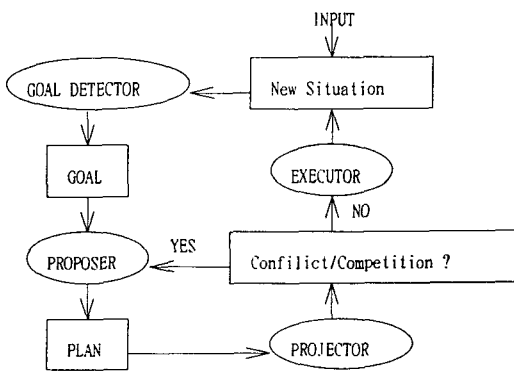 INPUT
GOAL DETECTOR
New Situation
GOAL
EXECUTOR
NO
YES
PROPOSER
Confilict/Competition ?
PLAN
PROJECTOR